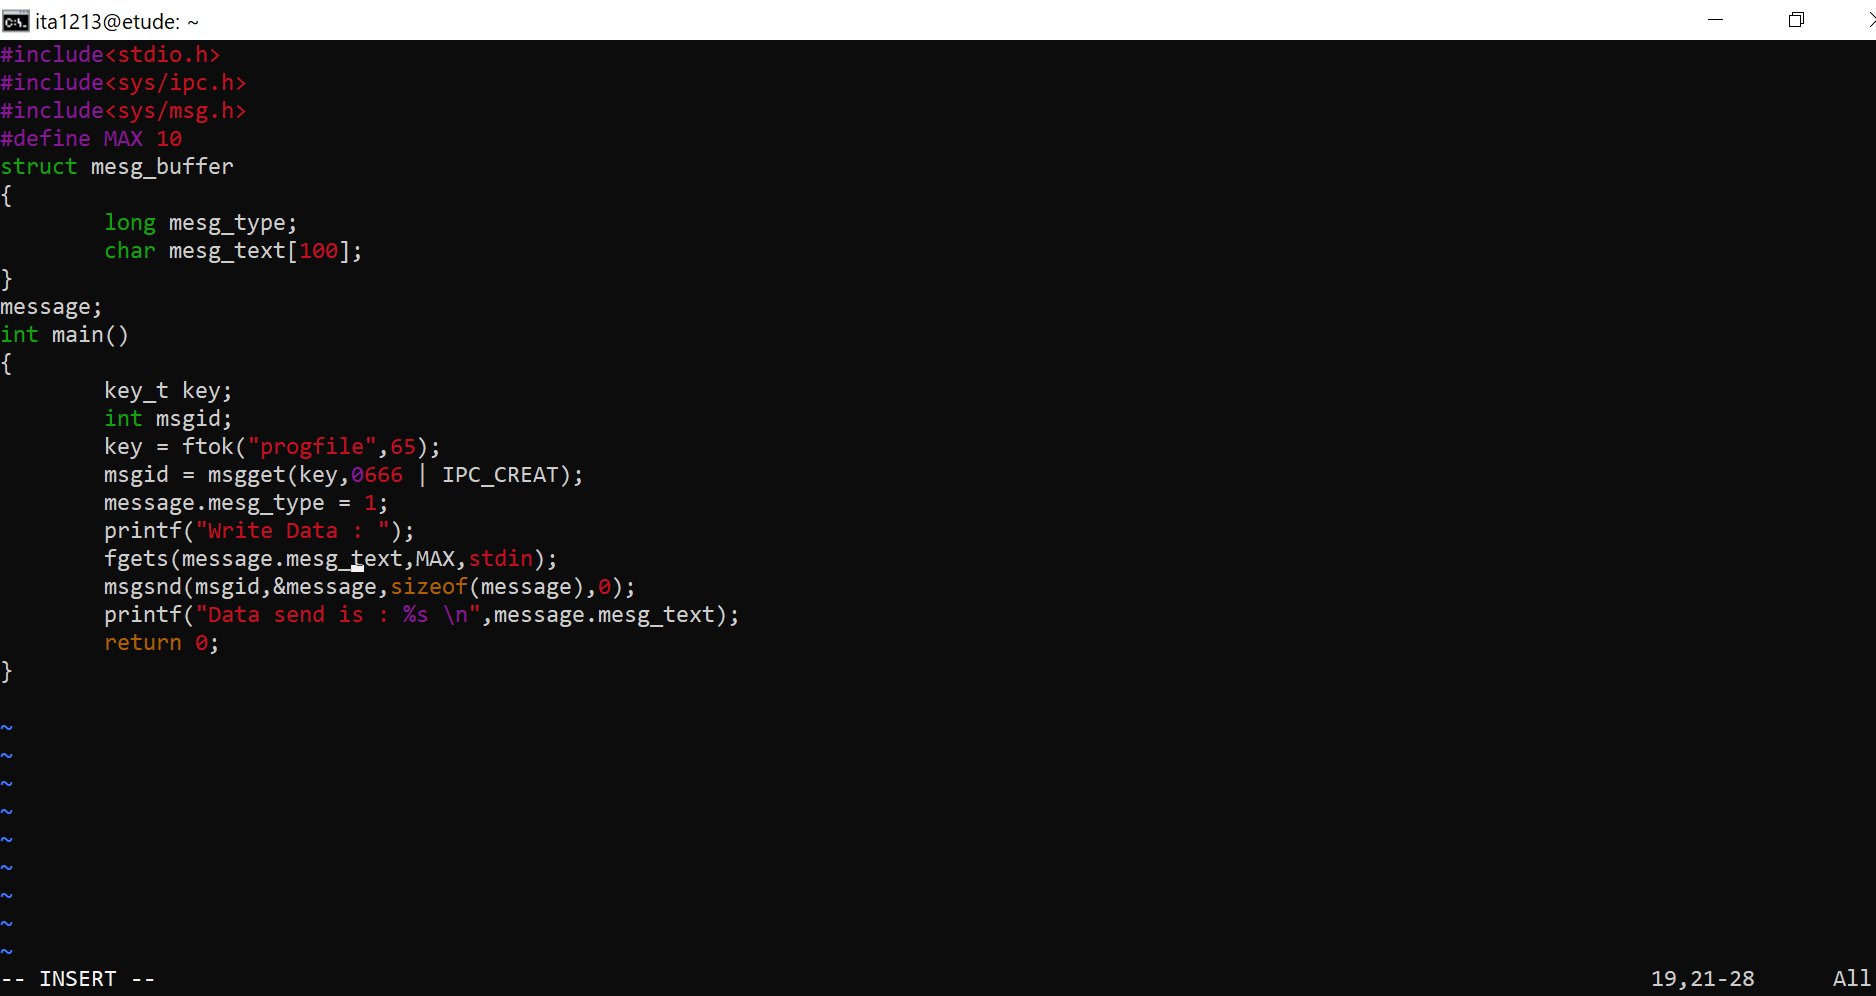 ita1213@etude: ~
#include<stdio.h>
#include<sys/ipc.h>
#include<sys/msg.h>
#define MAX 10
struct mesg_buffer
{
        long mesg_type;
        char mesg_text[100];
}
message;
int main()
{
        key_t key;
        int msgid;
        key = ftok("progfile",65);
        msgid = msgget(key,0666 | IPC_CREAT);
        message.mesg_type = 1;
        printf("Write Data : ");
        fgets(message.mesg_text,MAX,stdin);
        msgsnd(msgid,&message,sizeof(message),0);
        printf("Data send is : %s \n",message.mesg_text);
        return 0;
}
~
~
~
~
~
~
~
~
~
-- INSERT -- 19,21-28 All